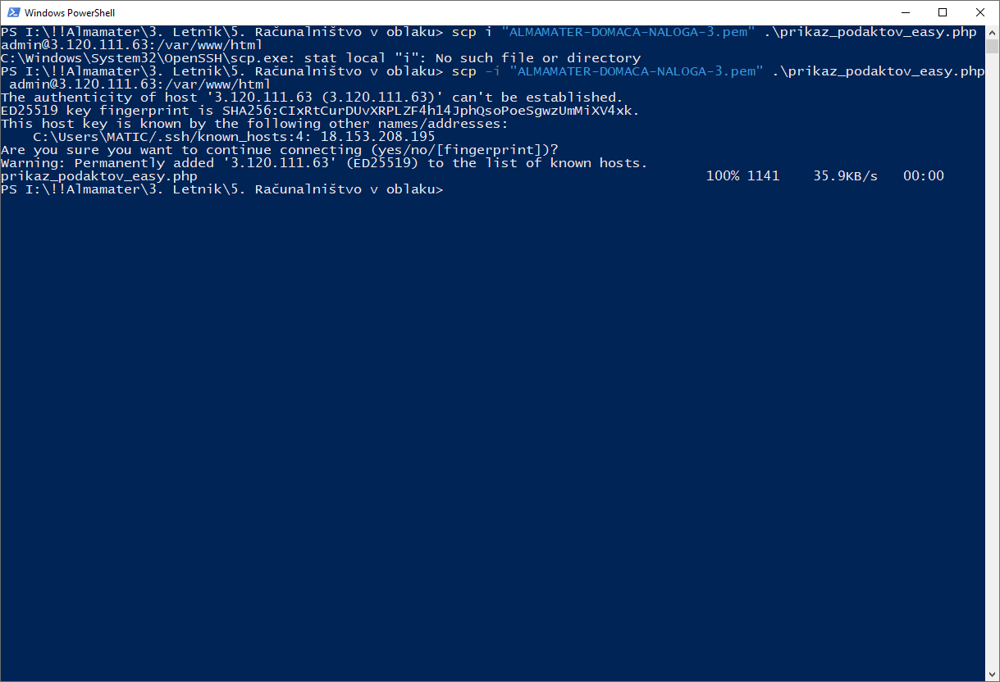 Windows PowerShell
PS I:\!!Almamater\3. Letnik\5. Računalništvo v oblaku> scp i "ALMAMATER-DOMACA-NALOGA-3.pem" .\prikaz_podaktov_easy.php
admin@3.120.111.63:/var/www/html
C:\Windows\System32\OpenSSH\scp.exe: stat local "i": No such file or directory
PS I:\!!Almamater\3. Letnik\5. Računalništvo v oblaku> scp -i "ALMAMATER-DOMACA-NALOGA-3.pem" .\prikaz_podaktov_easy.php
admin@3.120.111.63:/var/www/html
The authenticity of host '3.120.111.63 (3.120.111.63)' can't be established.
ED25519 key fingerprint is SHA256:CIxRtCurDUvXRPLZF4h14JphQsoPoeSgwzUmMiXV4xk.
This host key is known by the following other names/addresses:
    C:\Users\MATIC/.ssh/known_hosts:4: 18.153.208.195
Are you sure you want to continue connecting (yes/no/[fingerprint])?
Warning: Permanently added '3.120.111.63' (ED25519) to the list of known hosts.
prikaz_podaktov_easy.php 100% 1141 35.9KB/s 00:00
PS I:\!!Almamater\3. Letnik\5. Računalništvo v oblaku>